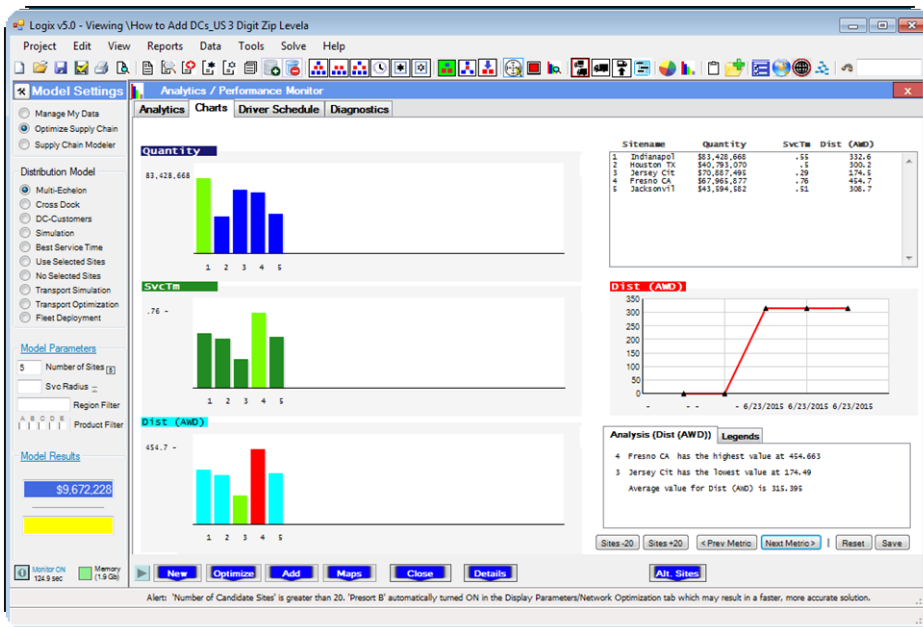 Logix v5.0 - Viewing \How to Add DCs_US 3 Digit Zip Levela
Project Edit View Reports Data Tools Solve Help
Model Settings
Analytics / Performance Monitor
Analytics Charts Driver Schedule Diagnostics
Manage My Data
Optimize Supply Chain
Supply Chain Modeler
Distribution Model
Multi-Echelon
Cross Dock
DC-Customers
Simulation
Best Service Time
Use Selected Sites
No Selected Sites
Transport Simulation
Transport Optimization
Fleet Deployment
Model Parameters
5 Number of Sites
Svc Radius
Region Filter
A B C D E
Product Filter
Model Results
$9,672,228
Monitor ON
124.9 sec
Memory
(1.9 Gb)
Quantity
83,428,668
1 2 3 4 5
SvcTm
.76 -
1 2 3 4 5
Dist (AWD)
454.7 -
1 2 3 4 5
Sitename Quantity SvcTm Dist (AWD)
1 Indianapol $83,428,668 .55 332.6
2 Houston TX $40,793,070 .5 300.2
3 Jersey Cit $70,887,495 .29 174.5
4 Fresno CA $67,965,877 .76 454.7
5 Jacksonvil $43,594,582 .51 308.7
Dist (AWD)
350
300
250
200
150
100
50
0
- - - - 6/23/2015 6/23/2015 6/23/2015
Analysis (Dist (AWD)) Legends
4 Fresno CA has the highest value at 454.663
3 Jersey Cit has the lowest value at 174.49
Average value for Dist (AWD) is 315.395
Sites -20 Sites +20 < Prev Metric Next Metric > | Reset Save
New Optimize Add Maps Close Details Alt. Sites
Alert: 'Number of Candidate Sites' is greater than 20. 'Presort B' automatically turned ON in the Display Parameters/Network Optimization tab which may result in a faster, more accurate solution.